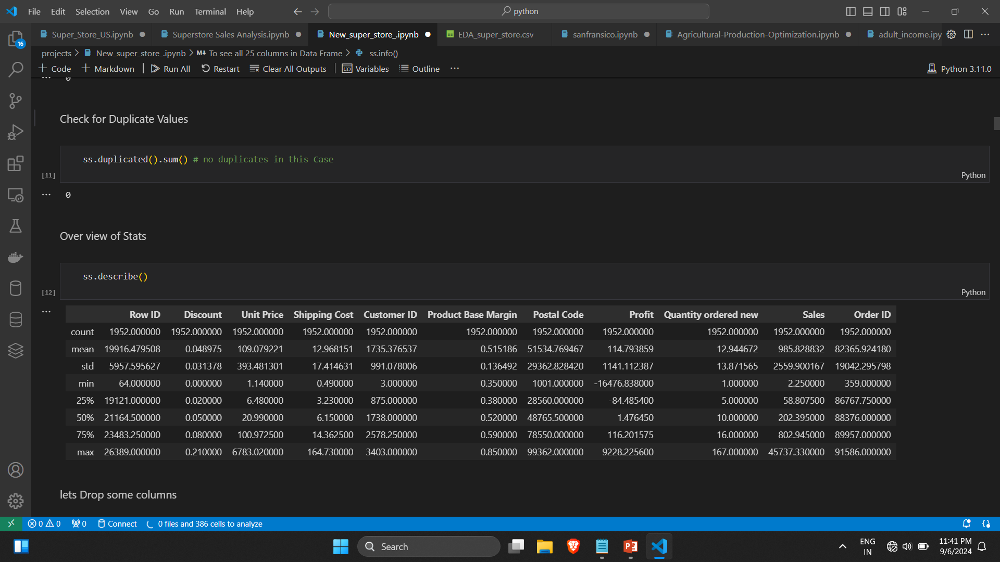 File Edit Selection View Go Run Terminal Help
python
Super_Store_US.ipynb
Superstore Sales Analysis.ipynb
New_super_store_.ipynb
EDA_super_store.csv
sanfransico.ipynb
Agricultural-Production-Optimization.ipynb
adult_income.ipy
projects > New_super_store_.ipynb > M↓ To see all 25 columns in Data Frame > ss.info()
+ Code + Markdown | Run All Restart Clear All Outputs | Variables Outline ...
Python 3.11.0
16
... 0
Check for Duplicate Values
ss.duplicated().sum() # no duplicates in this Case
[11]
Python
... 0
Over view of Stats
ss.describe()
[12]
Python
...
Row ID Discount Unit Price Shipping Cost Customer ID Product Base Margin Postal Code Profit Quantity ordered new Sales Order ID
count 1952.000000 1952.000000 1952.000000 1952.000000 1952.000000 1952.000000 1952.000000 1952.000000 1952.000000 1952.000000 1952.000000
mean 19916.479508 0.048975 109.079221 12.968151 1735.376537 0.515186 51534.769467 114.793859 12.944672 985.828832 82365.924180
std 5957.595627 0.031378 393.481301 17.414631 991.078006 0.136492 29362.828420 1141.112387 13.871565 2559.900167 19042.295798
min 64.000000 0.000000 1.140000 0.490000 3.000000 0.350000 1001.000000 -16476.838000 1.000000 2.250000 359.000000
25% 19121.000000 0.020000 6.480000 3.230000 875.000000 0.380000 28560.000000 -84.485400 5.000000 58.807500 86767.750000
50% 21164.500000 0.050000 20.990000 6.150000 1738.000000 0.520000 48765.500000 1.476450 10.000000 202.395000 88376.000000
75% 23483.250000 0.080000 100.972500 14.362500 2578.250000 0.590000 78550.000000 116.201575 16.000000 802.945000 89957.000000
max 26389.000000 0.210000 6783.020000 164.730000 3403.000000 0.850000 99362.000000 9228.225600 167.000000 45737.330000 91586.000000
lets Drop some columns
0 0 0 Connect 0 files and 386 cells to analyze
Search
ENG
IN
11:41 PM
9/6/2024